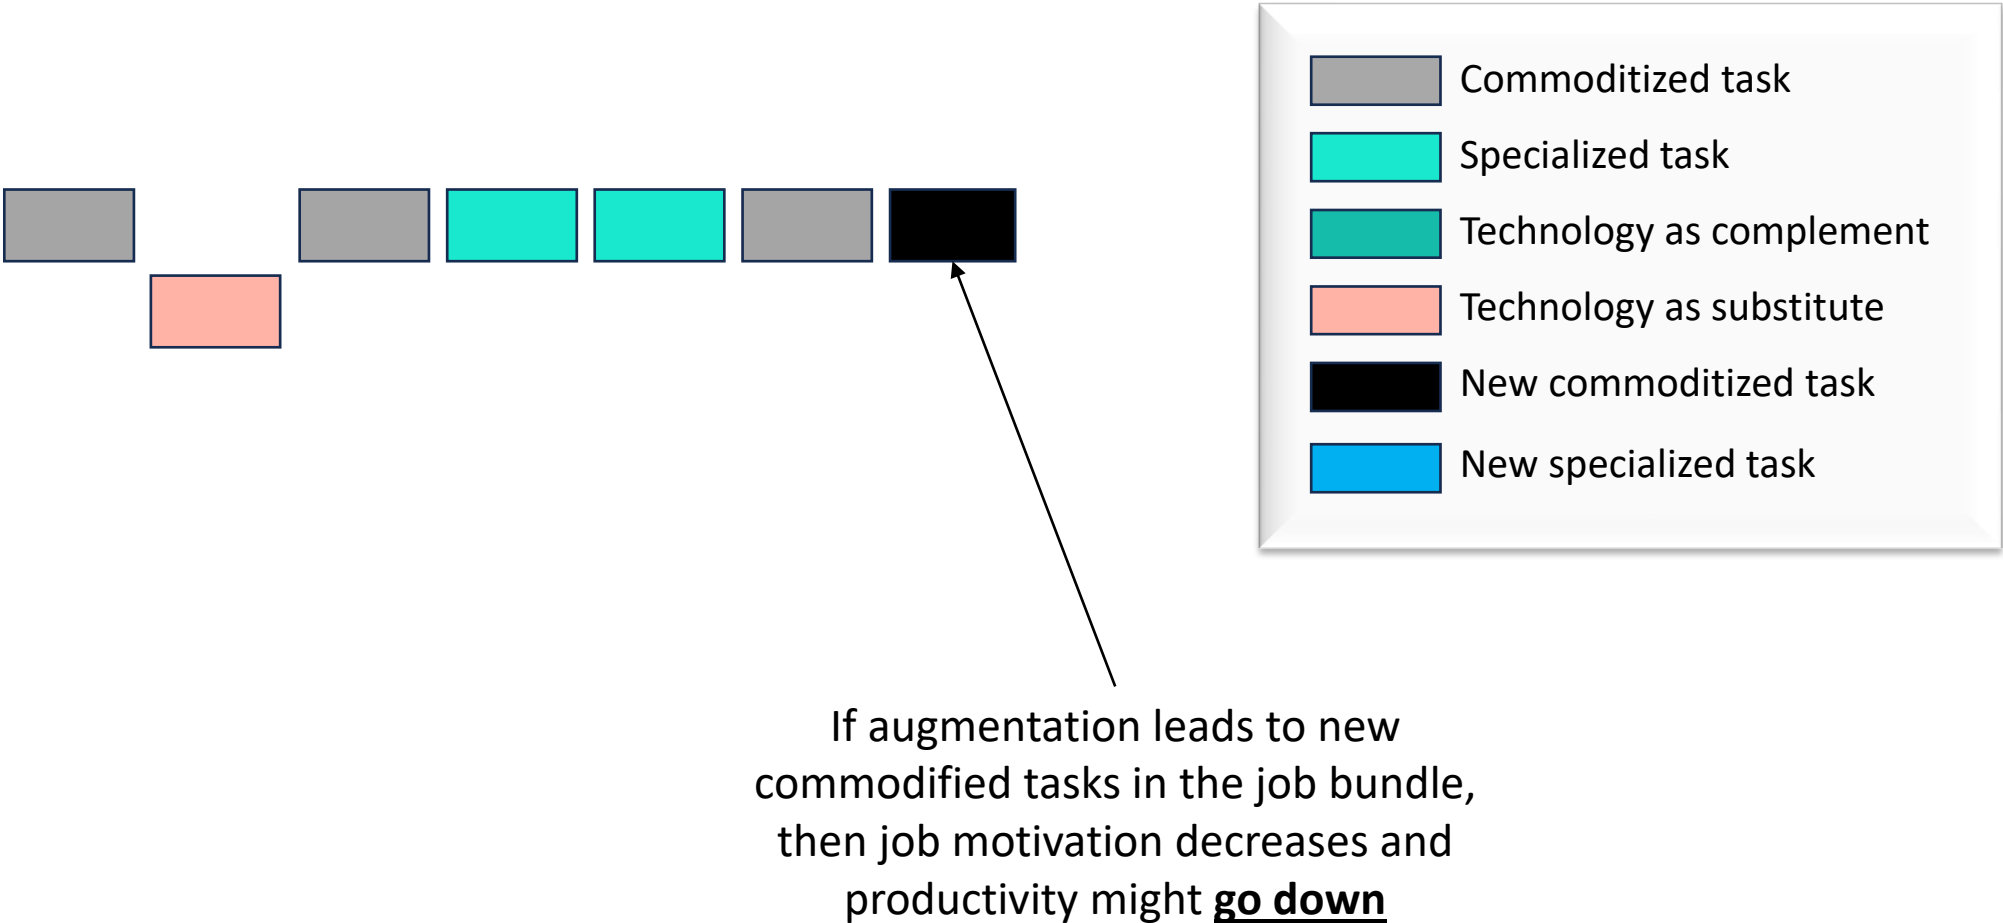 Commoditized task
Specialized task
Technology as complement
Technology as substitute
New commoditized task
New specialized task
If augmentation leads to new
commodified tasks in the job bundle,
then job motivation decreases and
productivity might go down